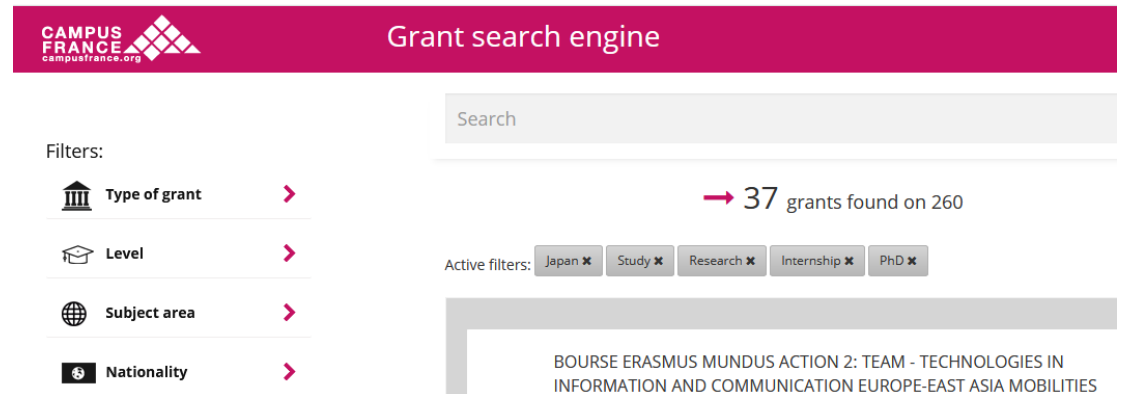 CAMPUS
FRANCE
campusfrance.org
Grant search engine
Search
Filters:
Type of grant
Level
Subject area
Nationality
37 grants found on 260
Active filters: Japan ✖ Study ✖ Research ✖ Internship ✖ PhD ✖
BOURSE ERASMUS MUNDUS ACTION 2: TEAM - TECHNOLOGIES IN
INFORMATION AND COMMUNICATION EUROPE-EAST ASIA MOBILITIES